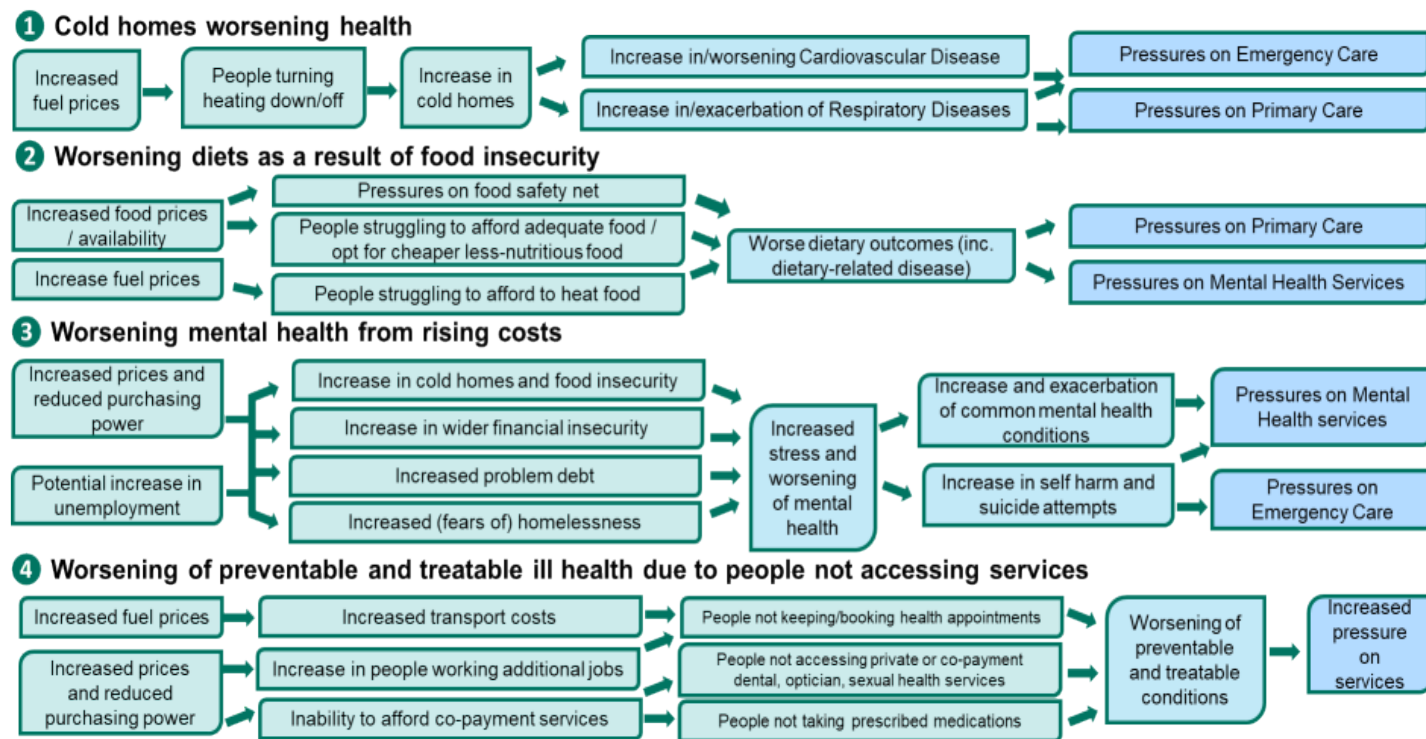 1 Cold homes worsening health
Increased
fuel prices
People turning
heating down/off
Increase in
cold homes
Increase in/worsening Cardiovascular Disease
Increase in/exacerbation of Respiratory Diseases
Pressures on Emergency Care
Pressures on Primary Care
2 Worsening diets as a result of food insecurity
Increased food prices
/ availability
Increase fuel prices
Pressures on food safety net
People struggling to afford adequate food /
opt for cheaper less-nutritious food
People struggling to afford to heat food
Worse dietary outcomes (inc.
dietary-related disease)
Pressures on Primary Care
Pressures on Mental Health Services
3 Worsening mental health from rising costs
Increased prices and
reduced purchasing
power
Potential increase in
unemployment
Increase in cold homes and food insecurity
Increase in wider financial insecurity
Increased problem debt
Increased (fears of) homelessness
Increased
stress and
worsening
of mental
health
Increase and exacerbation
of common mental health
conditions
Increase in self harm and
suicide attempts
Pressures on Mental
Health services
Pressures on
Emergency Care
4 Worsening of preventable and treatable ill health due to people not accessing services
Increased fuel prices
Increased prices
and reduced
purchasing power
Increased transport costs
Increase in people working additional jobs
Inability to afford co-payment services
People not keeping/booking health appointments
People not accessing private or co-payment
dental, optician, sexual health services
People not taking prescribed medications
Worsening of
preventable
and treatable
conditions
Increased
pressure
on
services